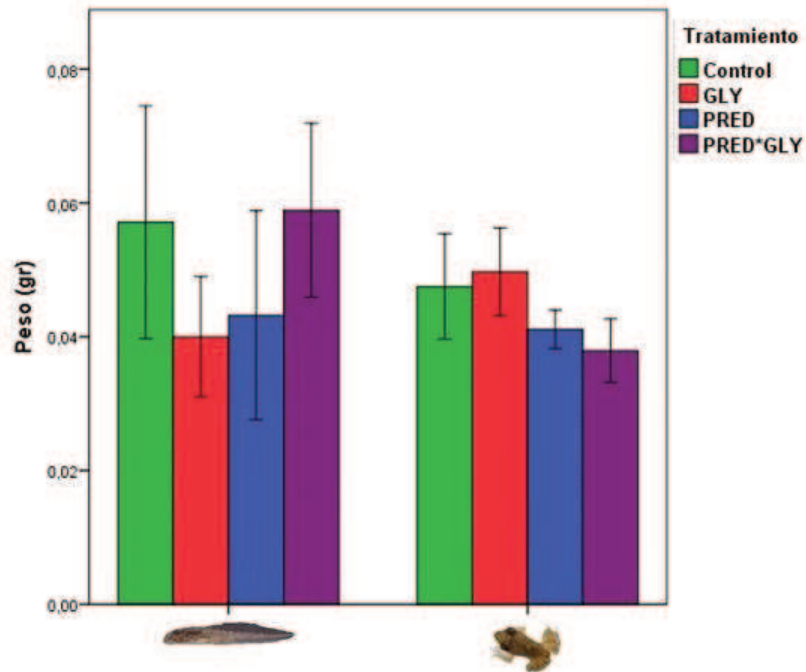 Tratamiento
Control
GLY
PRED
PRED*GLY
Peso (gr)
0,08
0,06
0,04
0,02
0,00